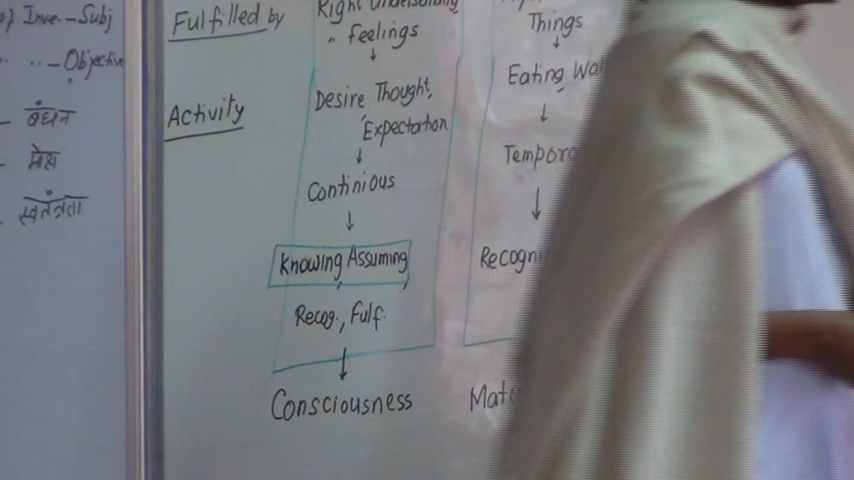 Inve.-Subj
" ..-Objective
- बंधन
- मोक्ष
- स्वतंत्रता
Fulfilled by
Activity
Right
" Feelings
↓
Desire Thought,
Expectation
↓
Continious
↓
Knowing Assuming
Recog., Fulf.
↓
Consciousness
Things
↓
Eating
↓
↓